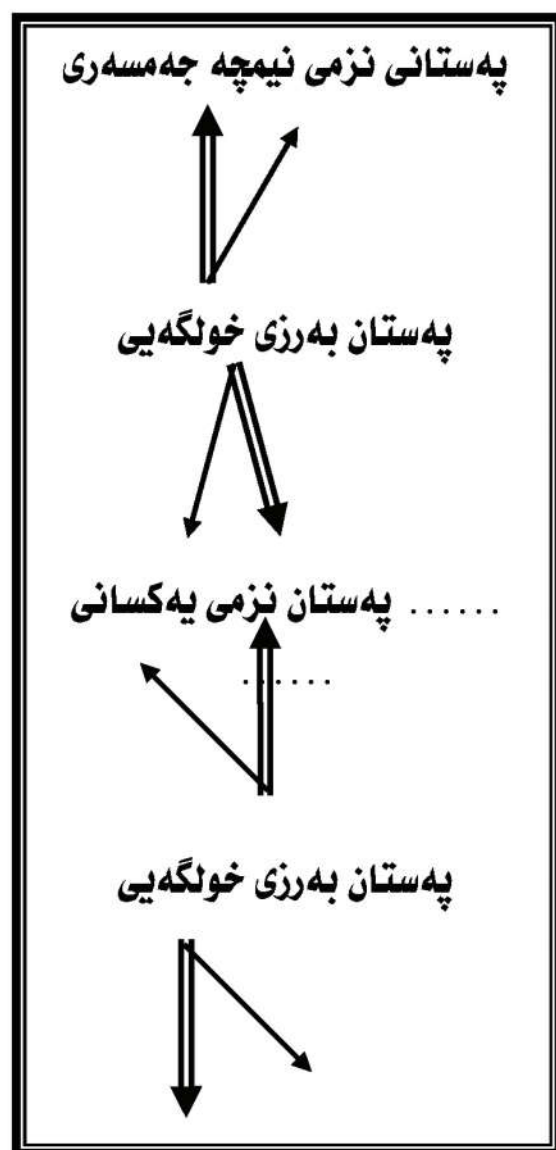 پەستانی نزمی نیمچە جەمسەری
پەستان بەرزی خولگەیی
پەستان نزمی یەکسانی ......
......
پەستان بەرزی خولگەیی